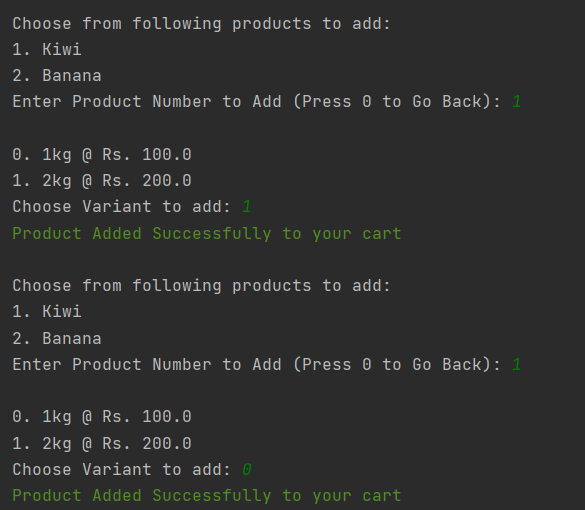 Choose from following products to add:
1. Kiwi
2. Banana
Enter Product Number to Add (Press 0 to Go Back): 1
0. 1kg @ Rs. 100.0
1. 2kg @ Rs. 200.0
Choose Variant to add: 1
Product Added Successfully to your cart
Choose from following products to add:
1. Kiwi
2. Banana
Enter Product Number to Add (Press 0 to Go Back): 1
0. 1kg @ Rs. 100.0
1. 2kg @ Rs. 200.0
Choose Variant to add: 0
Product Added Successfully to your cart